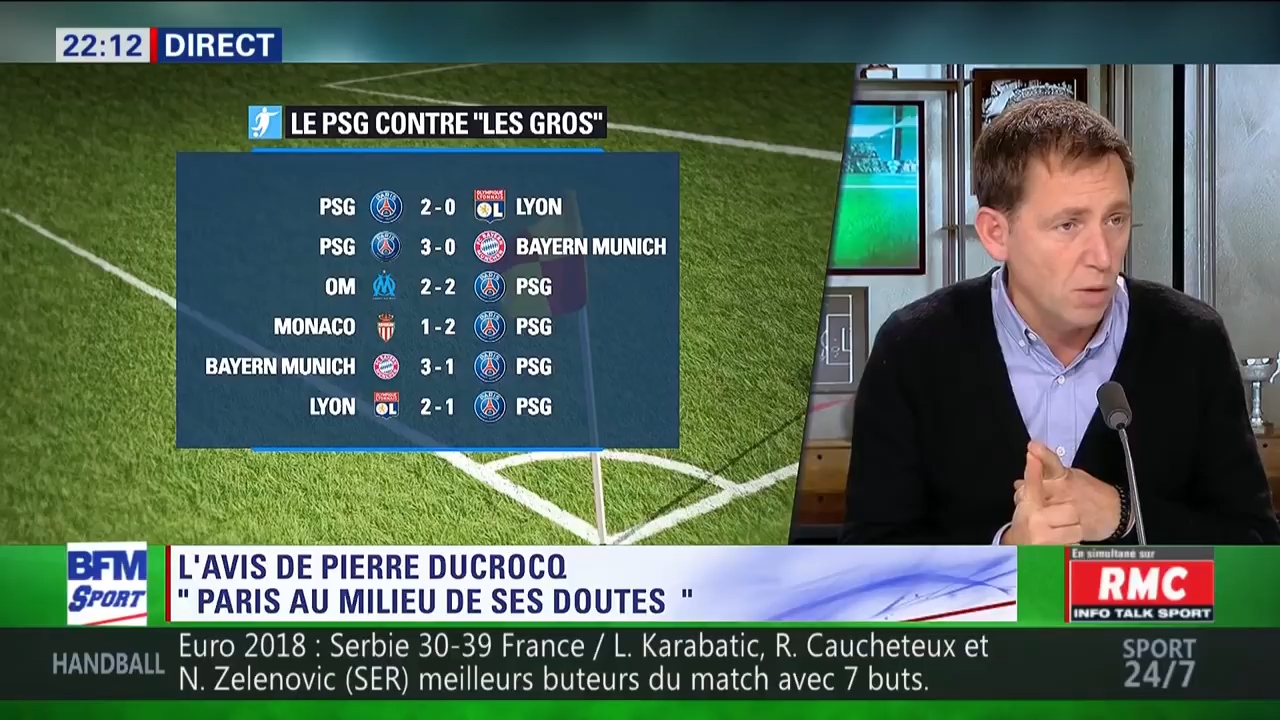 22:12 DIRECT
LE PSG CONTRE "LES GROS"
PSG 2-0 LYON
PSG 3-0 BAYERN MUNICH
OM 2-2 PSG
MONACO 1-2 PSG
BAYERN MUNICH 3-1 PSG
LYON 2-1 PSG
BFM
SPORT
L'AVIS DE PIERRE DUCROCQ
" PARIS AU MILIEU DE SES DOUTES "
En simultané sur
RMC
INFO TALK SPORT
HANDBALL
Euro 2018 : Serbie 30-39 France / L. Karabatic, R. Caucheteux et
N. Zelenovic (SER) meilleurs buteurs du match avec 7 buts.
SPORT
24/7